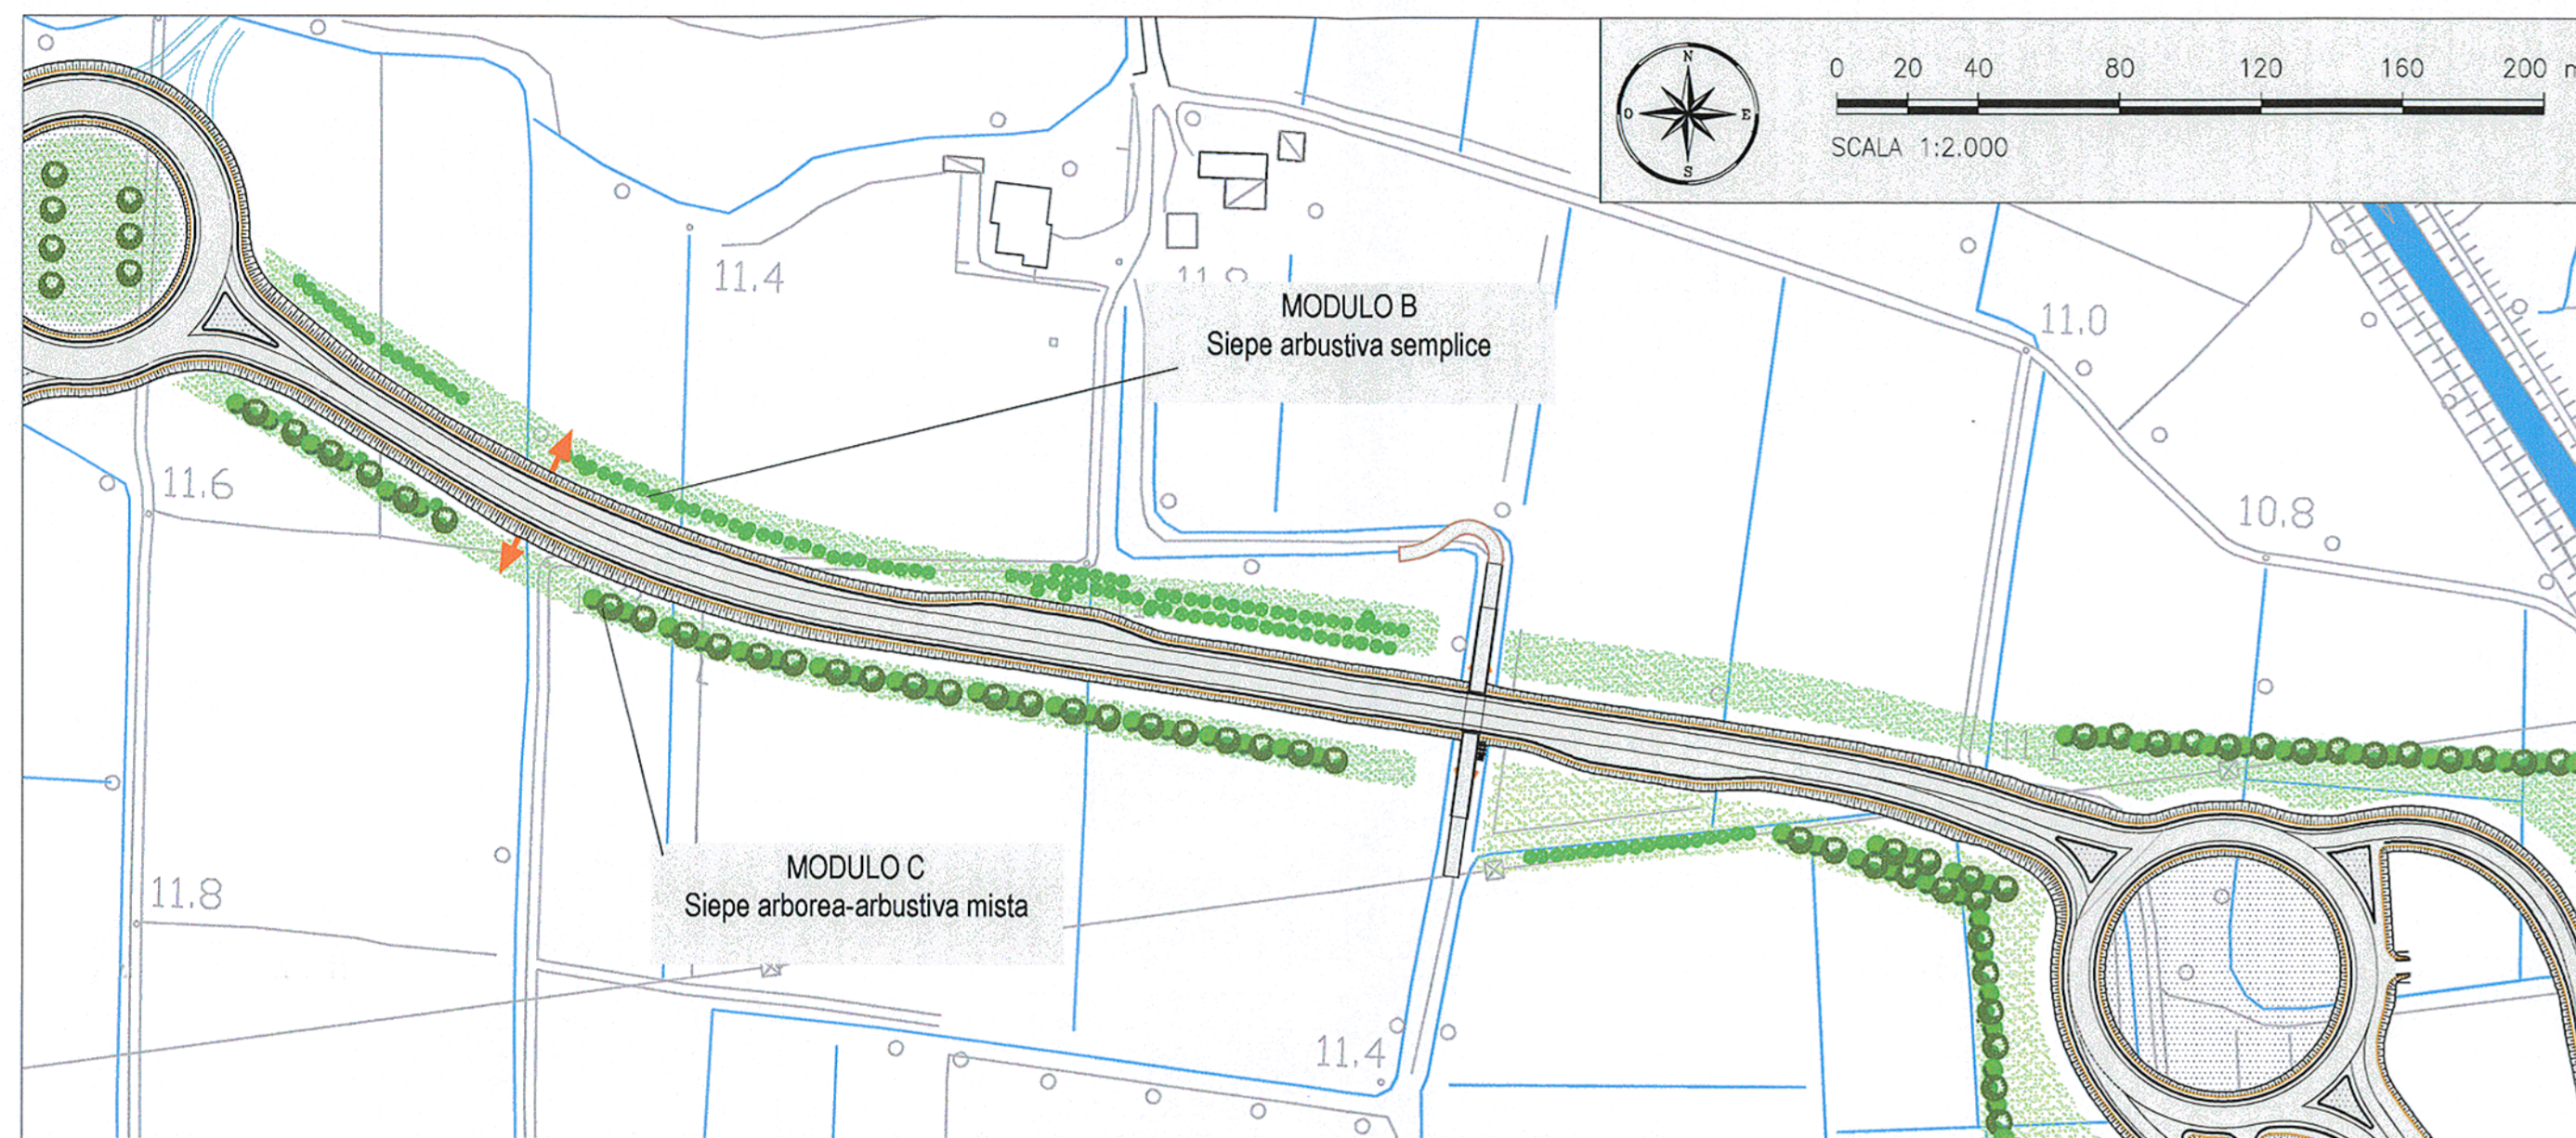 N
O
E
S
0 20 40 80 120 160 200 m
SCALA 1:2.000
11.4
MODULO B
Siepe arbustiva semplice
11.0
11.6
10.8
MODULO C
Siepe arborea-arbustiva mista
11.8
11.4